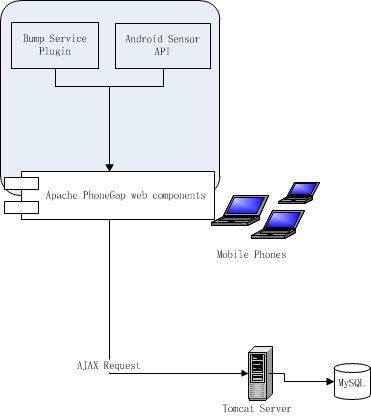 Bump Service
Plugin
Android Sensor
API
Apache PhoneGap web components
Mobile Phones
AJAX Request
MySQL
Tomcat Server